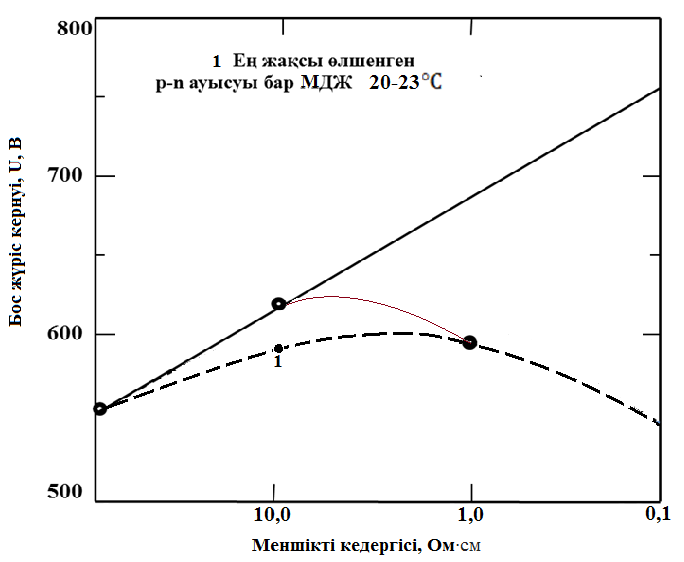 800
1 Ең жақсы өлшенген
p-n ауысуы бар МДЖ 20-23°C
700
Бос жүріс кернуі, U, В
600
1
500
10,0
1,0
0,1
Меншікті кедергісі, Ом·см